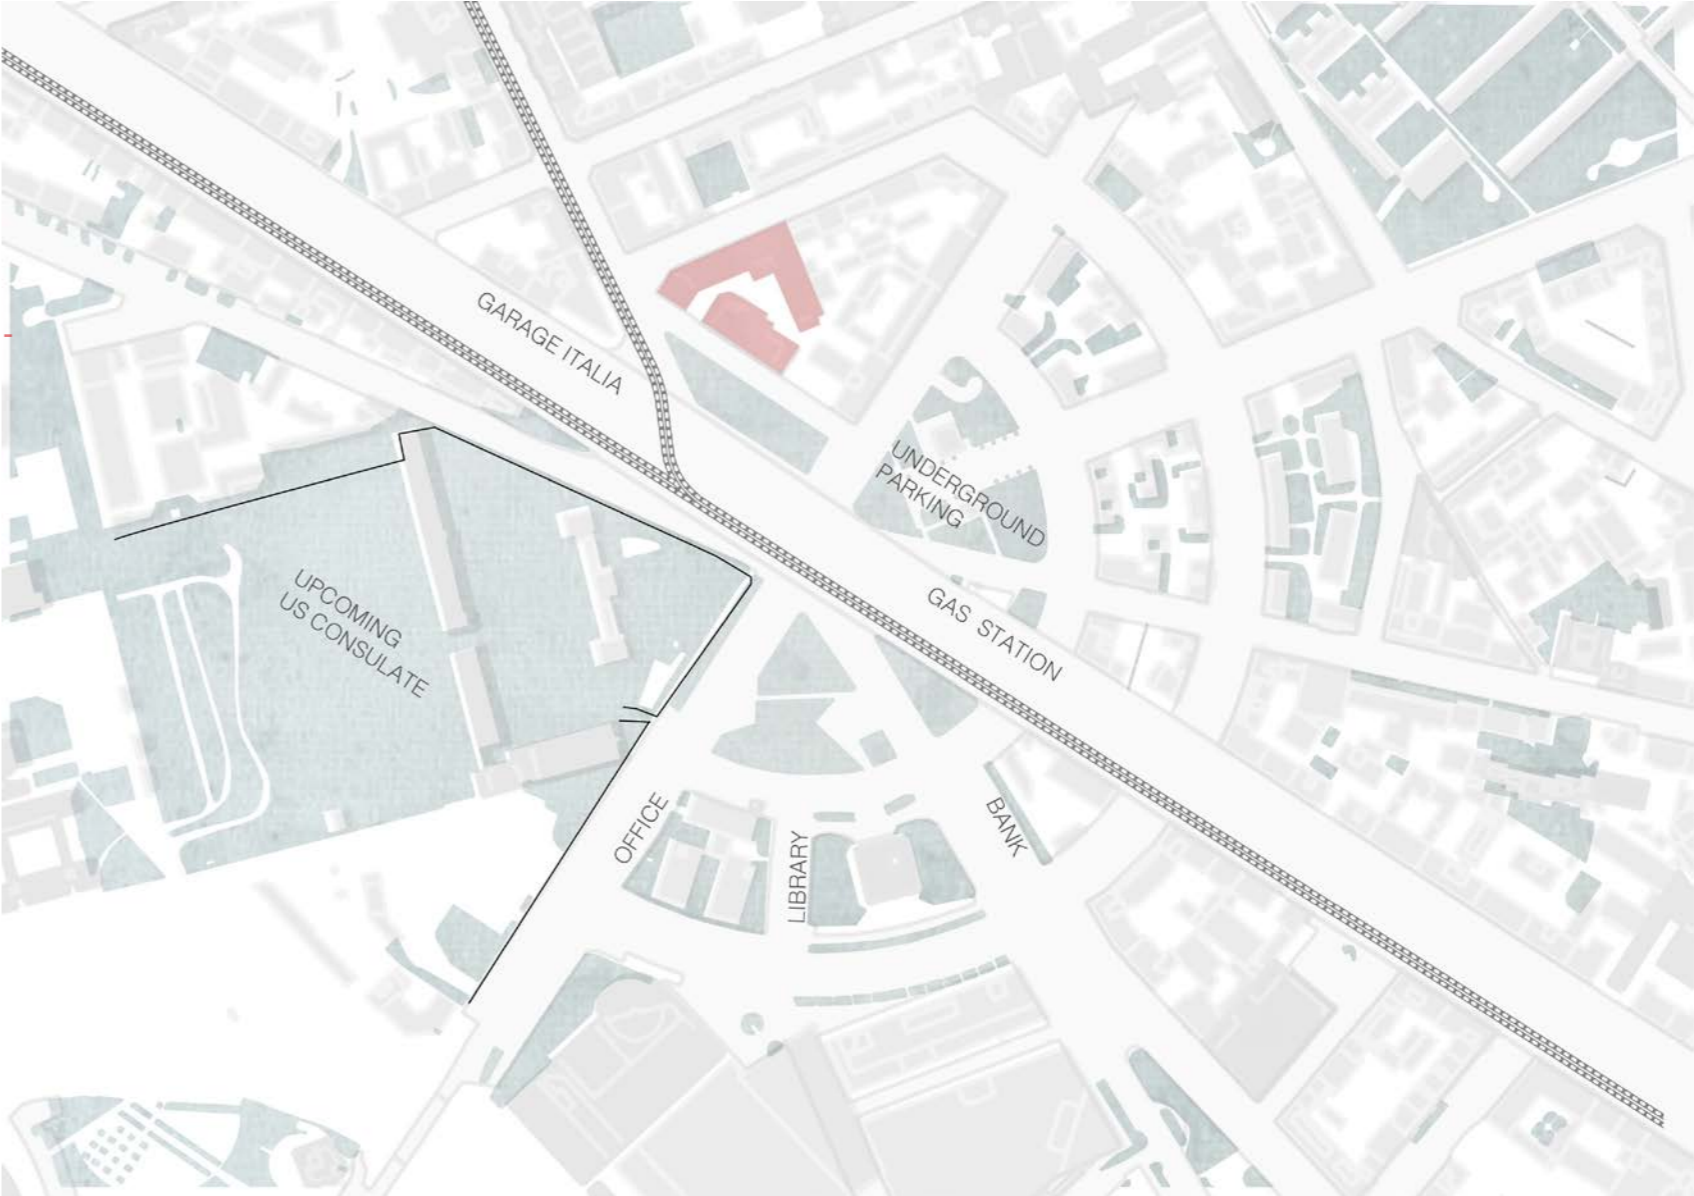 GARAGE ITALIA
UNDERGROUND
PARKING
UPCOMING
US CONSULATE
GAS STATION
OFFICE
LIBRARY
BANK